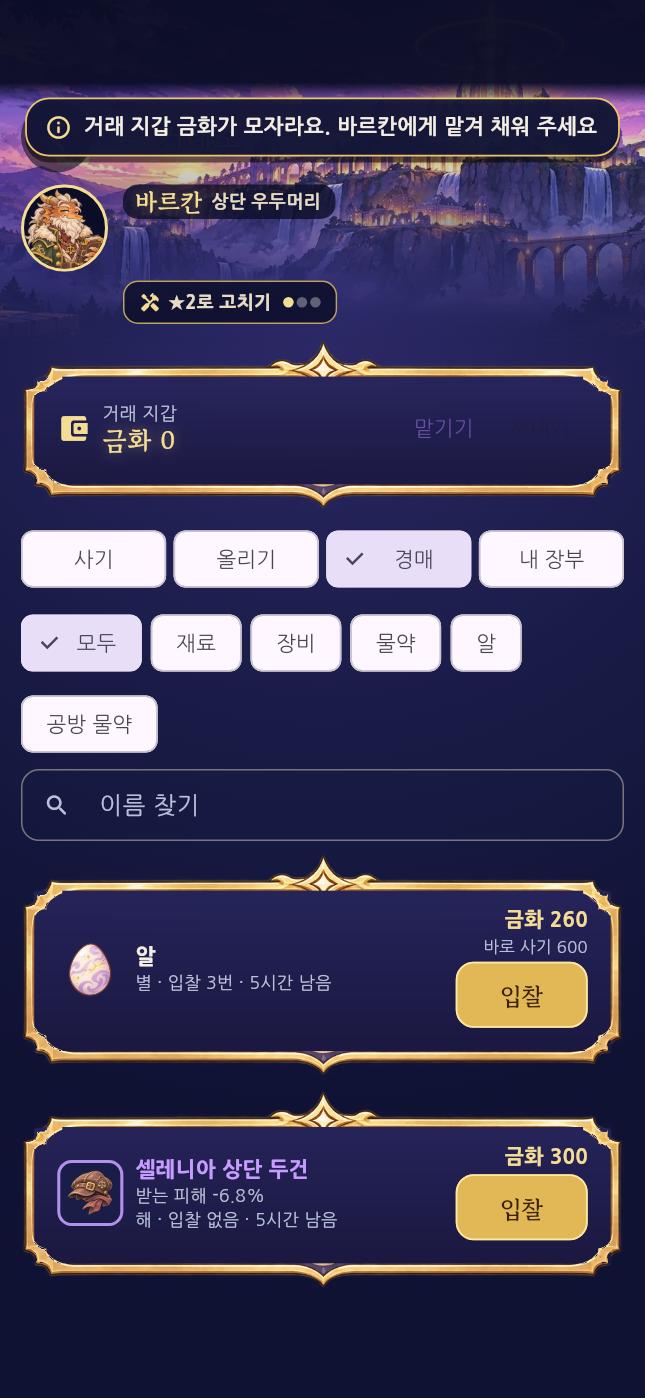 거래 지갑 금화가 모자라요. 바르칸에게 맡겨 채워 주세요
바르칸 상단 우두머리
★2로 고치기
거래 지갑
금화 0
맡기기
사기
올리기
경매
내 장부
모두
재료
장비
물약
알
공방 물약
이름 찾기
알
별 · 입찰 3번 · 5시간 남음
금화 260
바로 사기 600
입찰
셀레니아 상단 두건
받는 피해 -6.8%
해 · 입찰 없음 · 5시간 남음
금화 300
입찰